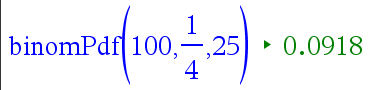 binomPdf(100,1/4,25) ▸ 0.0918